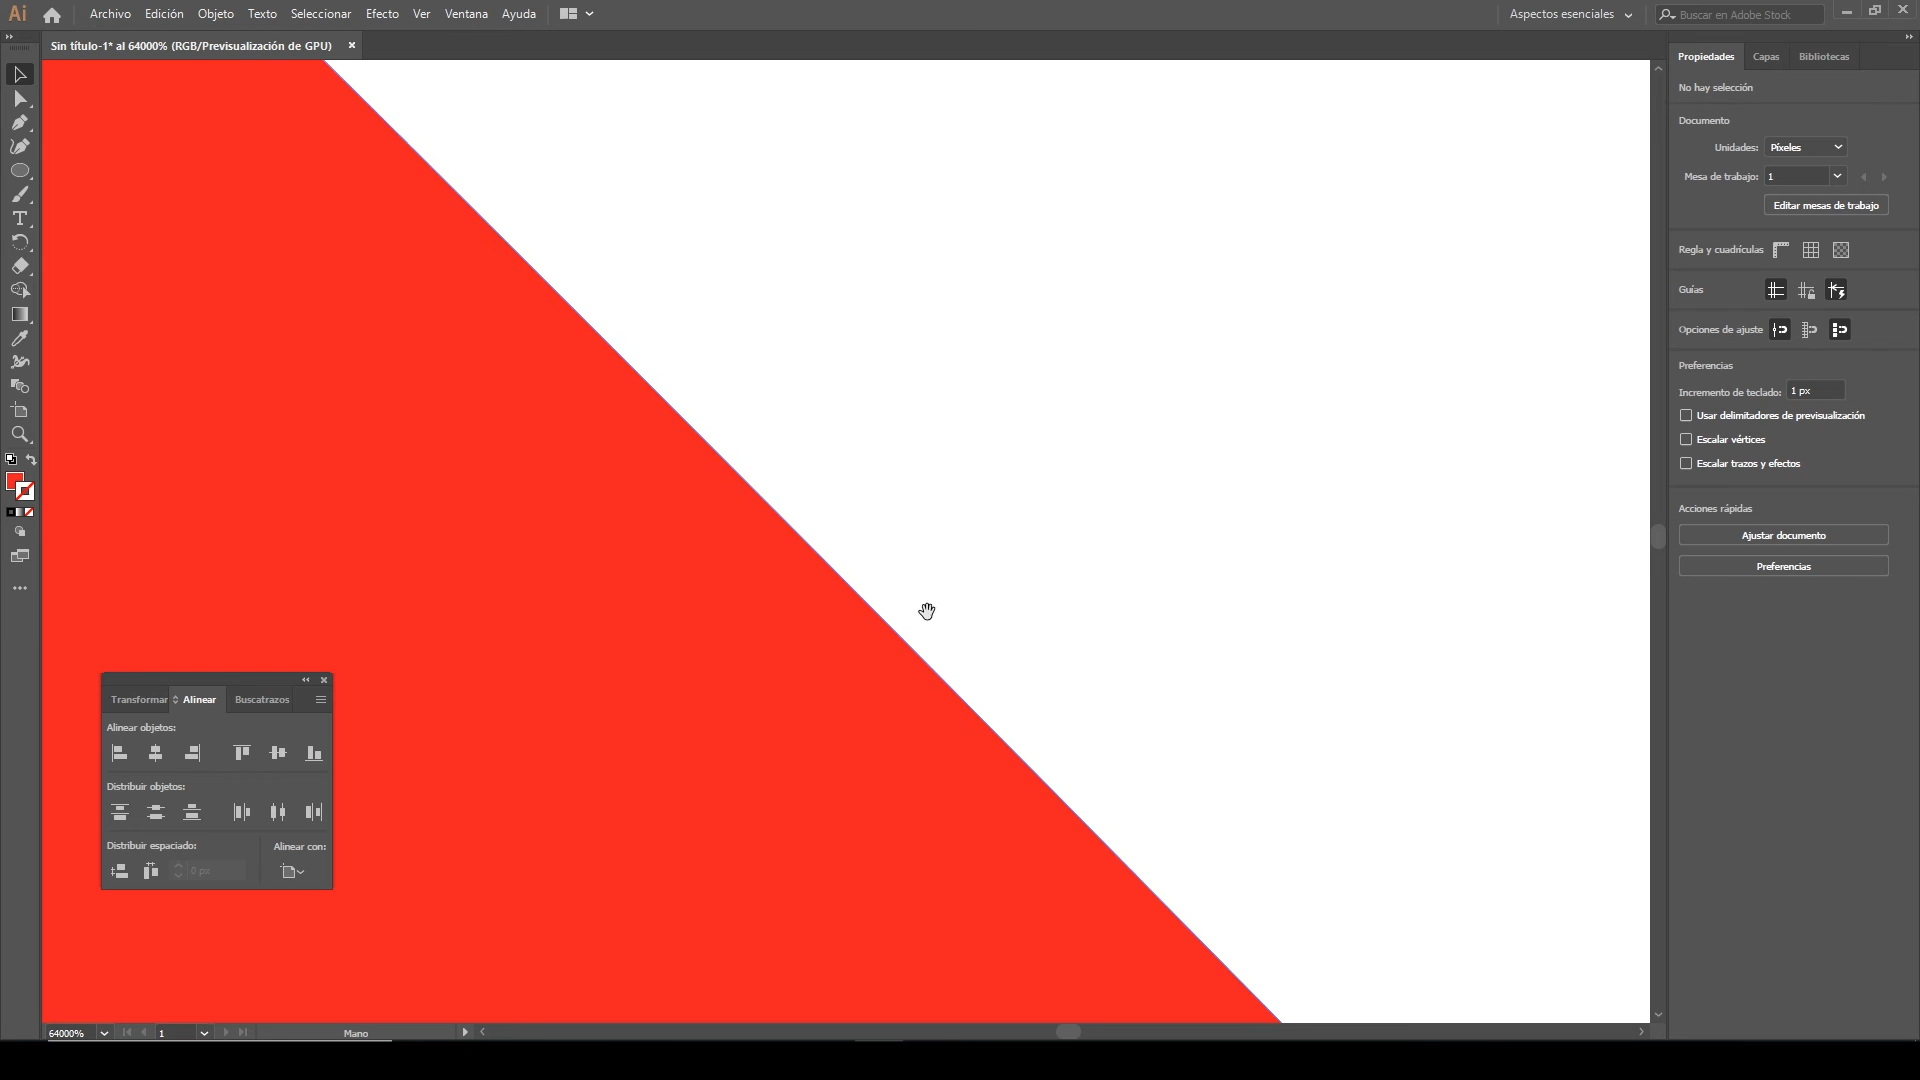 Ai
Archivo Edición Objeto Texto Seleccionar Efecto Ver Ventana Ayuda
Aspectos esenciales
Buscar en Adobe Stock
Sin título-1* al 64000% (RGB/Previsualización de GPU)
Propiedades Capas Bibliotecas
No hay selección
Documento
Unidades: Píxeles
Mesa de trabajo: 1
Editar mesas de trabajo
Regla y cuadrículas
Guías
Opciones de ajuste
Preferencias
Incremento de teclado: 1 px
Usar delimitadores de previsualización
Escalar vértices
Escalar trazos y efectos
Acciones rápidas
Ajustar documento
Preferencias
Transformar Alinear Buscatrazos
Alinear objetos:
Distribuir objetos:
Distribuir espaciado: Alinear con:
0 px
64000% 1 Mano